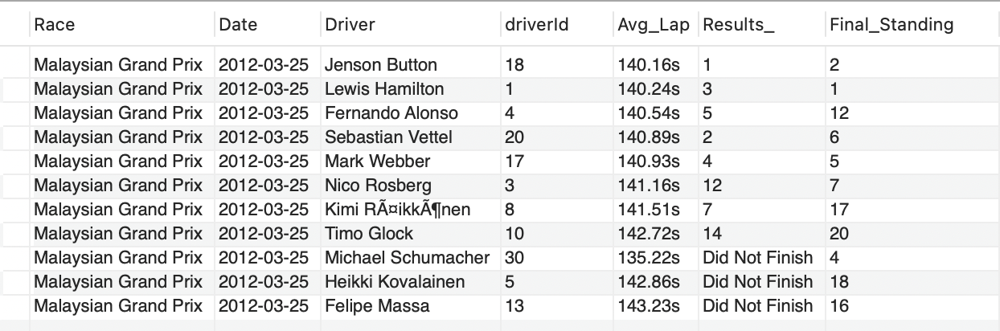 Race Date Driver driverId Avg_Lap Results_ Final_Standing
Malaysian Grand Prix 2012-03-25 Jenson Button 18 140.16s 1 2
Malaysian Grand Prix 2012-03-25 Lewis Hamilton 1 140.24s 3 1
Malaysian Grand Prix 2012-03-25 Fernando Alonso 4 140.54s 5 12
Malaysian Grand Prix 2012-03-25 Sebastian Vettel 20 140.89s 2 6
Malaysian Grand Prix 2012-03-25 Mark Webber 17 140.93s 4 5
Malaysian Grand Prix 2012-03-25 Nico Rosberg 3 141.16s 12 7
Malaysian Grand Prix 2012-03-25 Kimi RÃ¤ikkÃ¶nen 8 141.51s 7 17
Malaysian Grand Prix 2012-03-25 Timo Glock 10 142.72s 14 20
Malaysian Grand Prix 2012-03-25 Michael Schumacher 30 135.22s Did Not Finish 4
Malaysian Grand Prix 2012-03-25 Heikki Kovalainen 5 142.86s Did Not Finish 18
Malaysian Grand Prix 2012-03-25 Felipe Massa 13 143.23s Did Not Finish 16